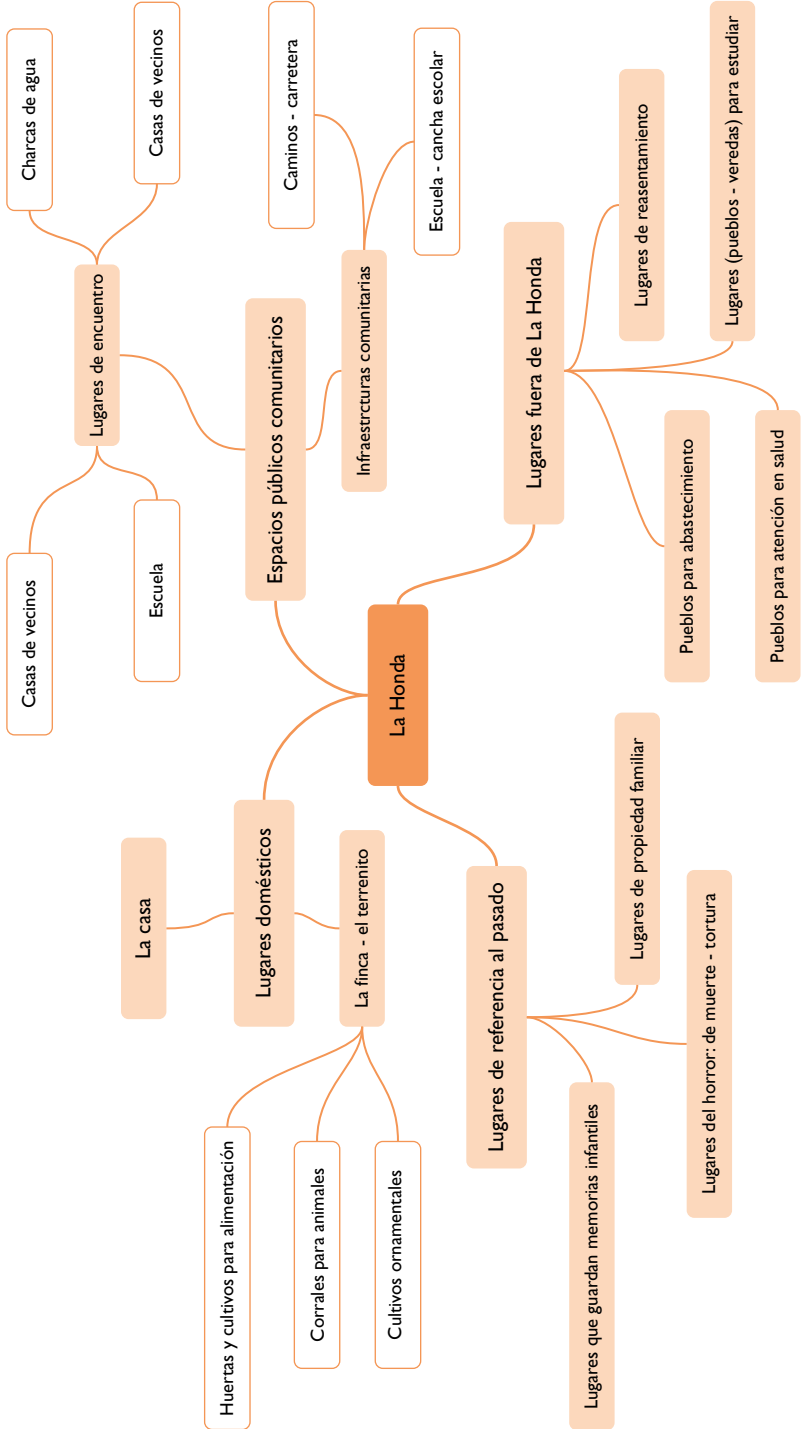 La Honda
Lugares domésticos
La casa
La finca - el terrenito
Huertas y cultivos para alimentación
Corrales para animales
Cultivos ornamentales
Espacios públicos comunitarios
Lugares de encuentro
Casas de vecinos
Escuela
Charcas de agua
Casas de vecinos
Infraestrcturas comunitarias
Caminos - carretera
Escuela - cancha escolar
Lugares de referencia al pasado
Lugares que guardan memorias infantiles
Lugares del horror: de muerte - tortura
Lugares de propiedad familiar
Lugares fuera de La Honda
Pueblos para abastecimiento
Pueblos para atención en salud
Lugares (pueblos - veredas) para estudiar
Lugares de reasentamiento